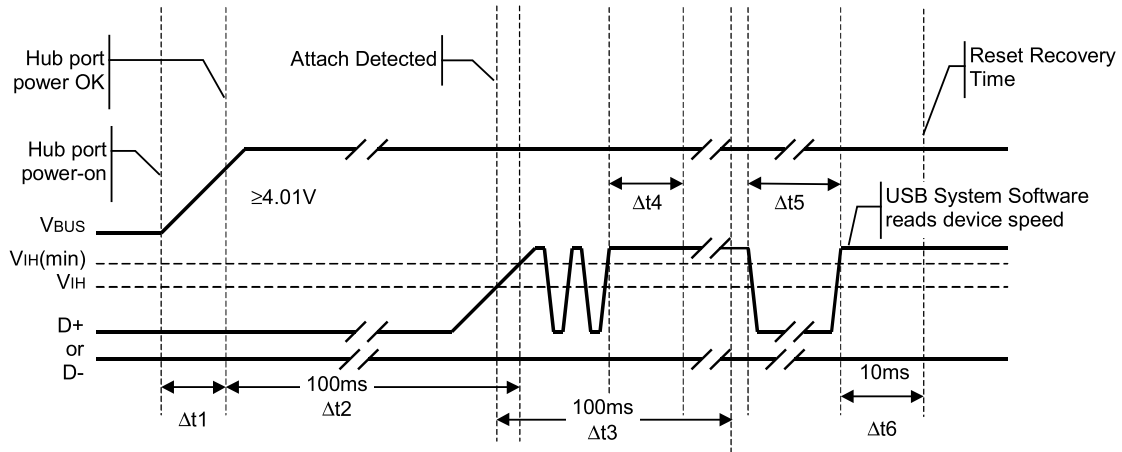 Hub port
power OK
Attach Detected
Reset Recovery
Time
Hub port
power-on
≥4.01V
Δt4
Δt5
USB System Software
reads device speed
VBUS
VIH(min)
VIH
D+
or
D-
100ms
10ms
Δt1
Δt2
100ms
Δt3
Δt6